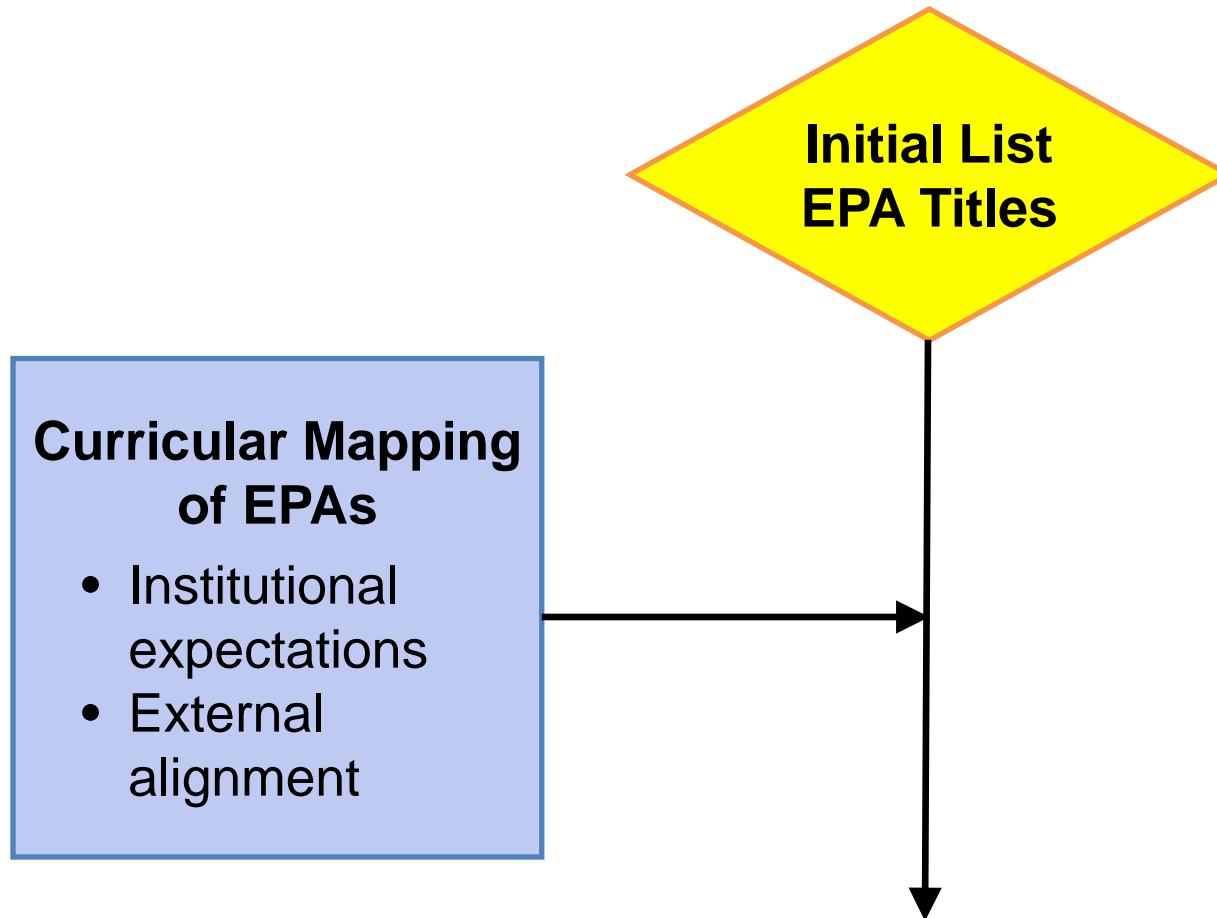 Initial List
EPA Titles
Curricular Mapping
of EPAs
• Institutional
expectations
• External
alignment